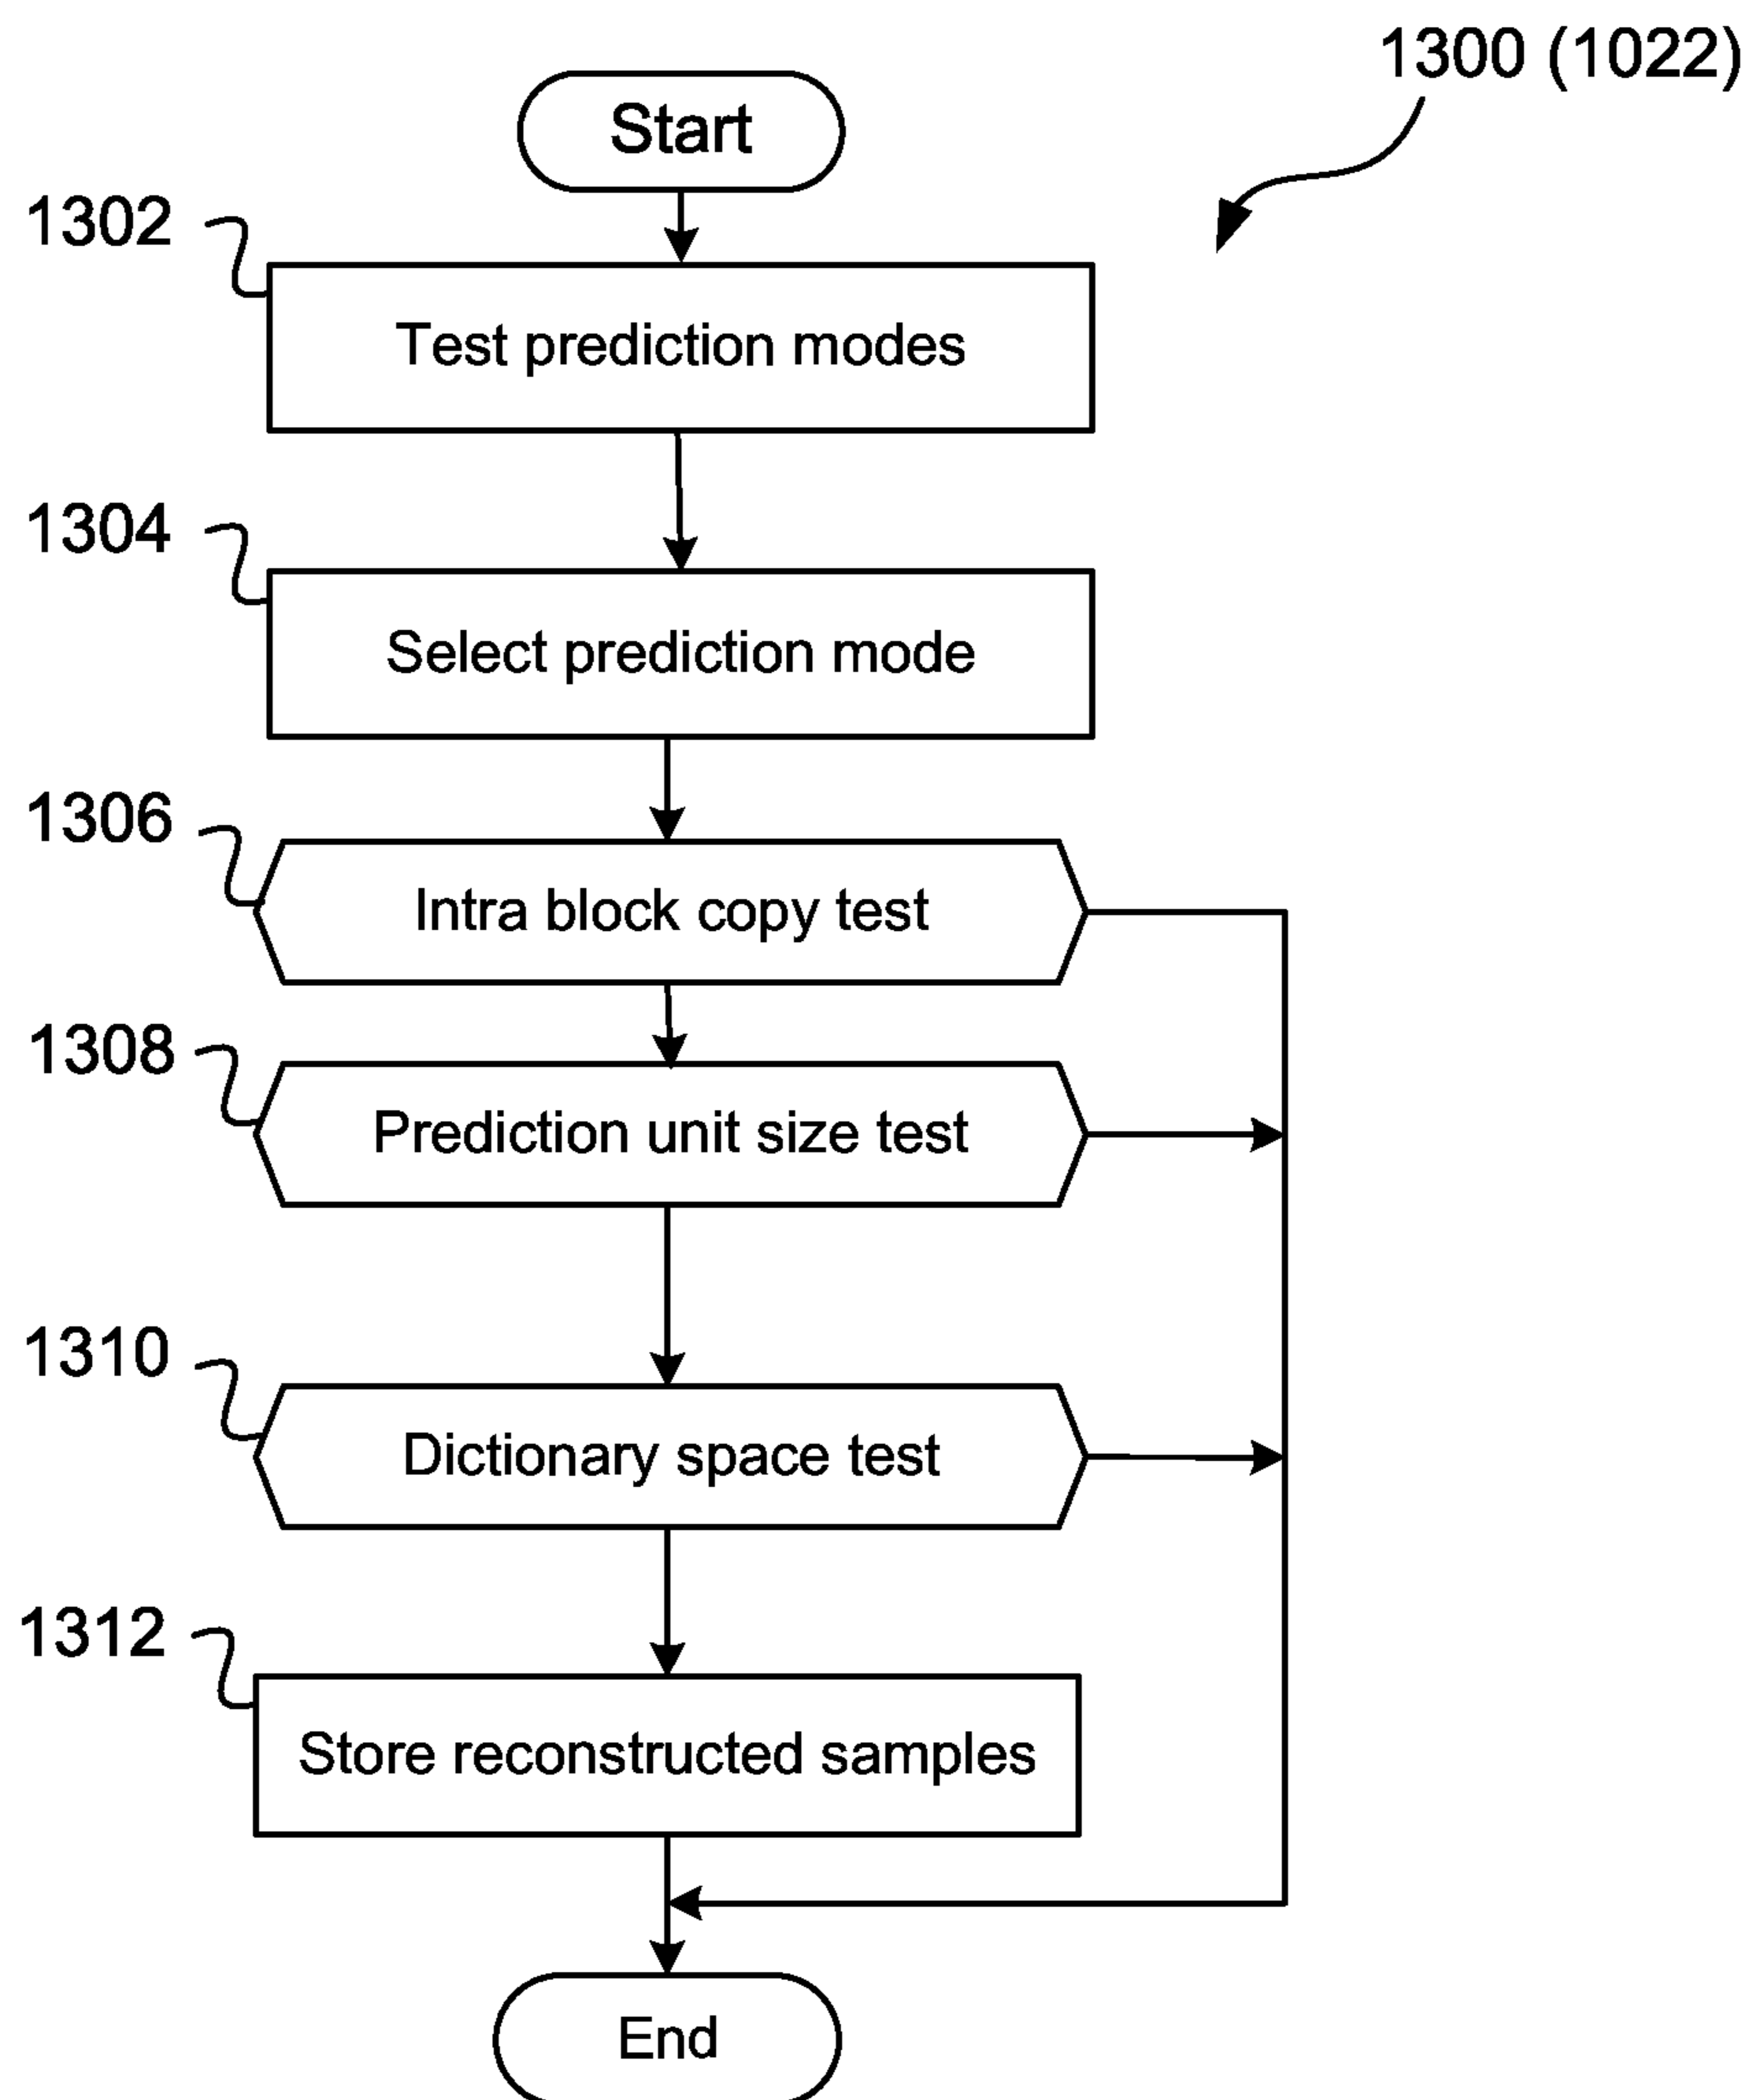 1300 (1022)
Start
1302
Test prediction modes
1304
Select prediction mode
1306
Intra block copy test
1308
Prediction unit size test
1310
Dictionary space test
1312
Store reconstructed samples
End